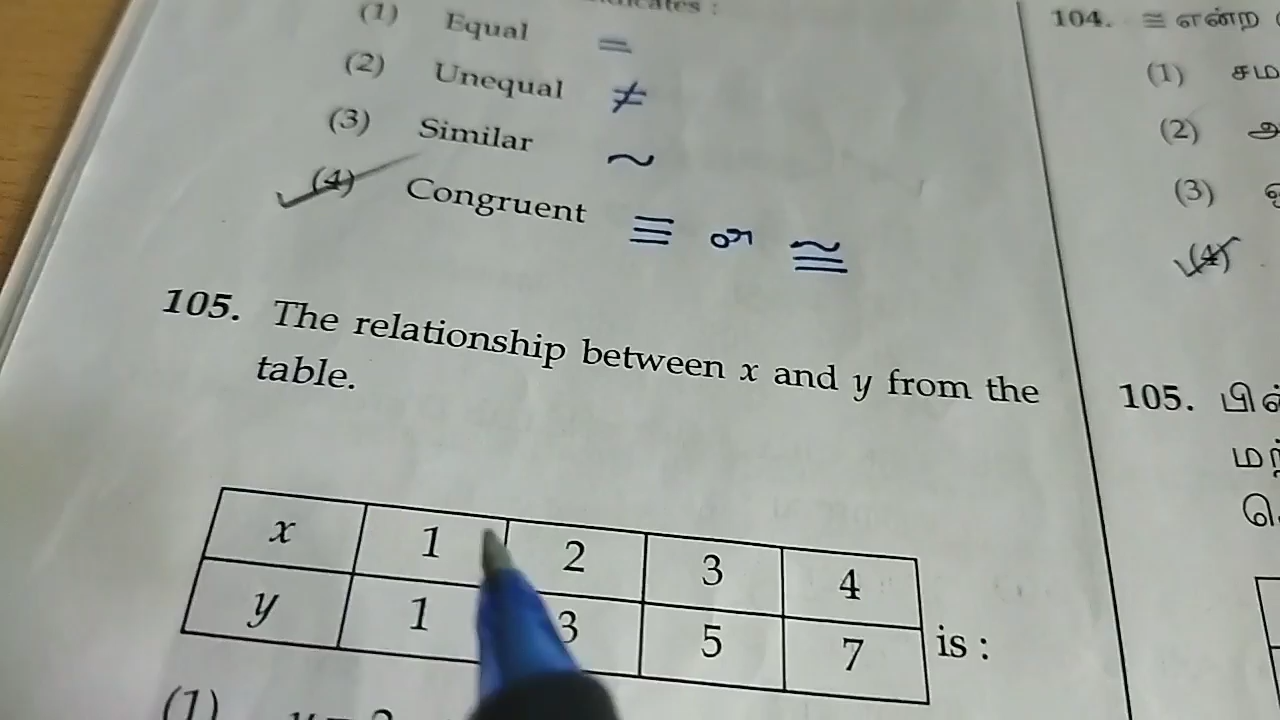 (1) Equal =
(2) Unequal ≠
(3) Similar ~
(4) Congruent ≡ or ≅
105. The relationship between x and y from the
table.
x 1 2 3 4
y 1 3 5 7 is :
(1)
104. ≅ என்ற
(1) சம
(2)
(3)
(4)
105.